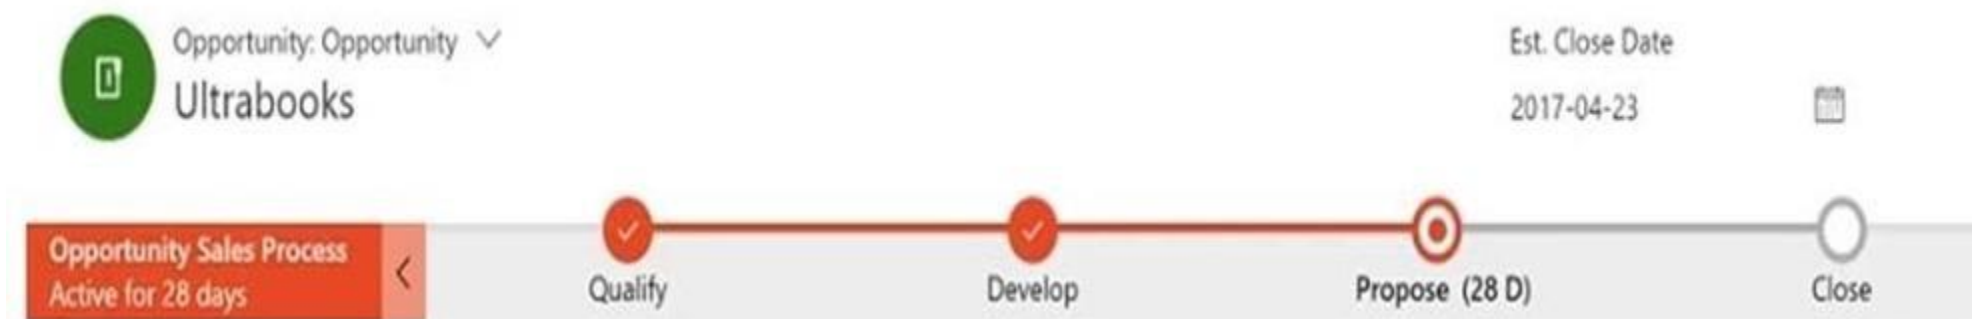 Opportunity: Opportunity
Ultrabooks
Est. Close Date
2017-04-23
Opportunity Sales Process
Active for 28 days
Qualify
Develop
Propose (28 D)
Close